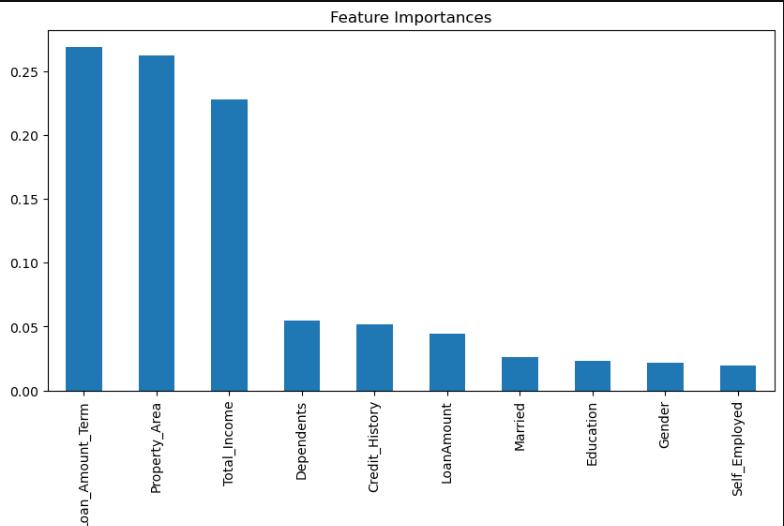 Feature Importances
0.25
0.20
0.15
0.10
0.05
0.00
Loan_Amount_Term
Property_Area
Total_Income
Dependents
Credit_History
LoanAmount
Married
Education
Gender
Self_Employed